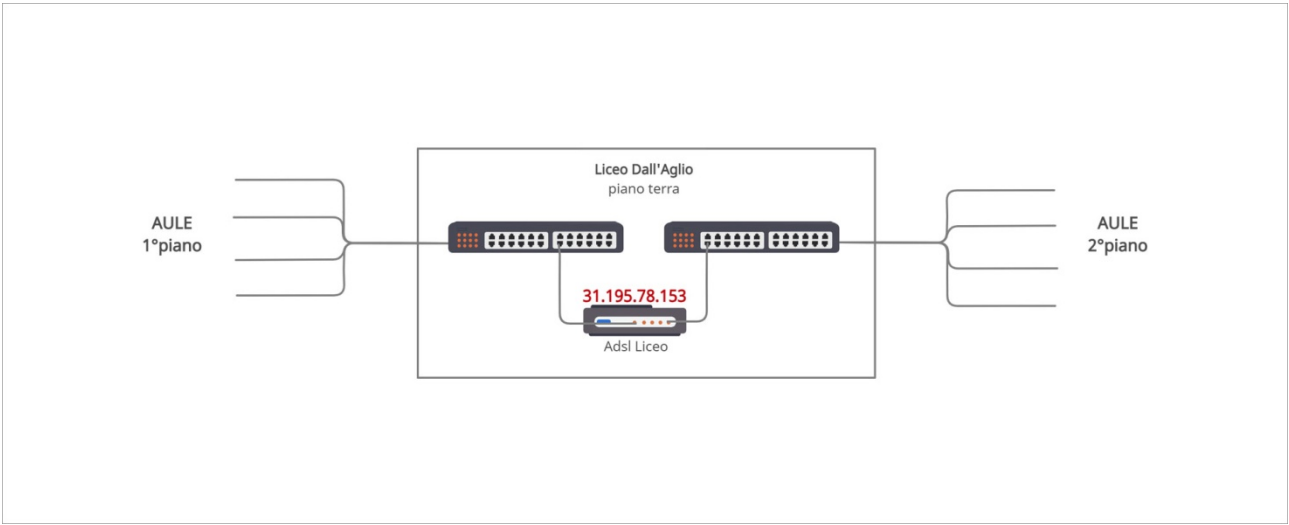 Liceo Dall'Aglio
piano terra
AULE
1°piano
AULE
2°piano
31.195.78.153
Adsl Liceo